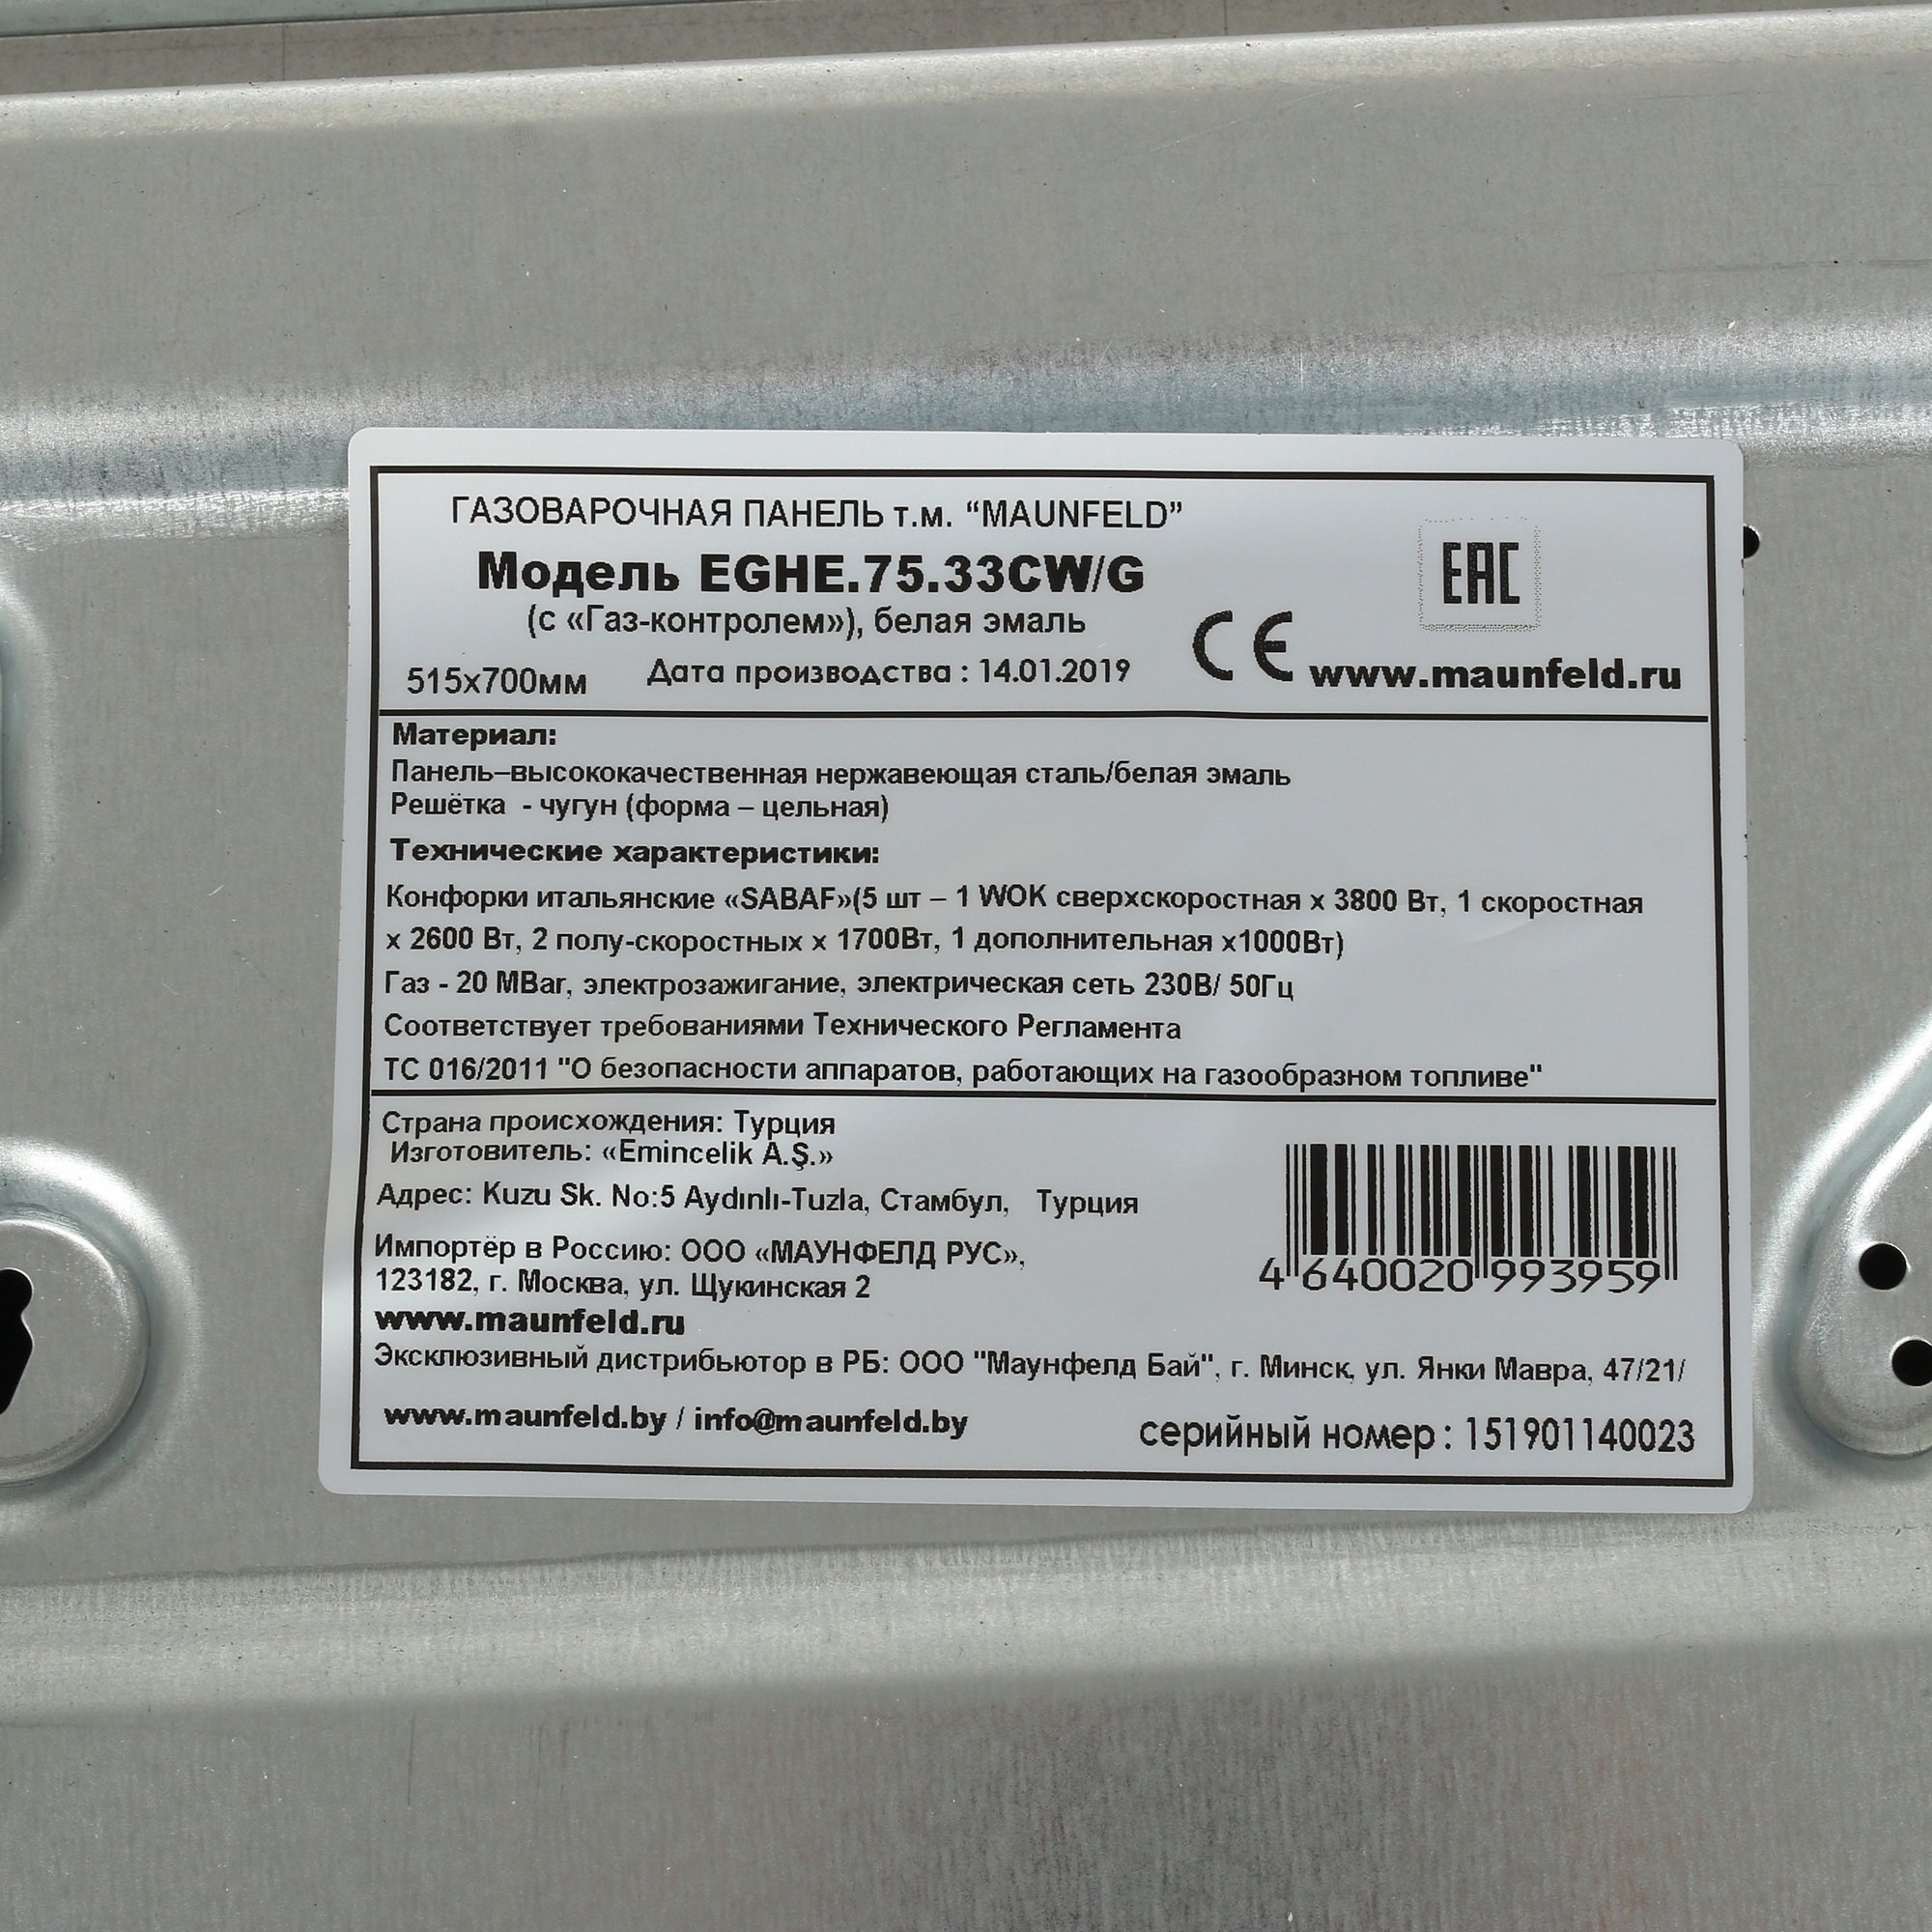 ГАЗОВАРОЧНАЯ ПАНЕЛЬ т.м. “MAUNFELD”
Модель EGHE.75.33CW/G
(с «Газ-контролем»), белая эмаль
EAC
CE
515х700мм Дата производства : 14.01.2019
www.maunfeld.ru
Материал:
Панель–высококачественная нержавеющая сталь/белая эмаль
Решётка - чугун (форма – цельная)
Технические характеристики:
Конфорки итальянские «SABAF»(5 шт – 1 WOK сверхскоростная х 3800 Вт, 1 скоростная
х 2600 Вт, 2 полу-скоростных х 1700Вт, 1 дополнительная х1000Вт)
Газ - 20 MBar, электрозажигание, электрическая сеть 230В/ 50Гц
Соответствует требованиями Технического Регламента
ТС 016/2011 "О безопасности аппаратов, работающих на газообразном топливе"
Страна происхождения: Турция
Изготовитель: «Emincelik A.Ş.»
Адрес: Kuzu Sk. No:5 Aydınlı-Tuzla, Стамбул, Турция
Импортёр в Россию: ООО «МАУНФЕЛД РУС»,
123182, г. Москва, ул. Щукинская 2
www.maunfeld.ru
4 640020 993959
Эксклюзивный дистрибьютор в РБ: ООО "Маунфелд Бай", г. Минск, ул. Янки Мавра, 47/21/
www.maunfeld.by / info@maunfeld.by
серийный номер : 151901140023